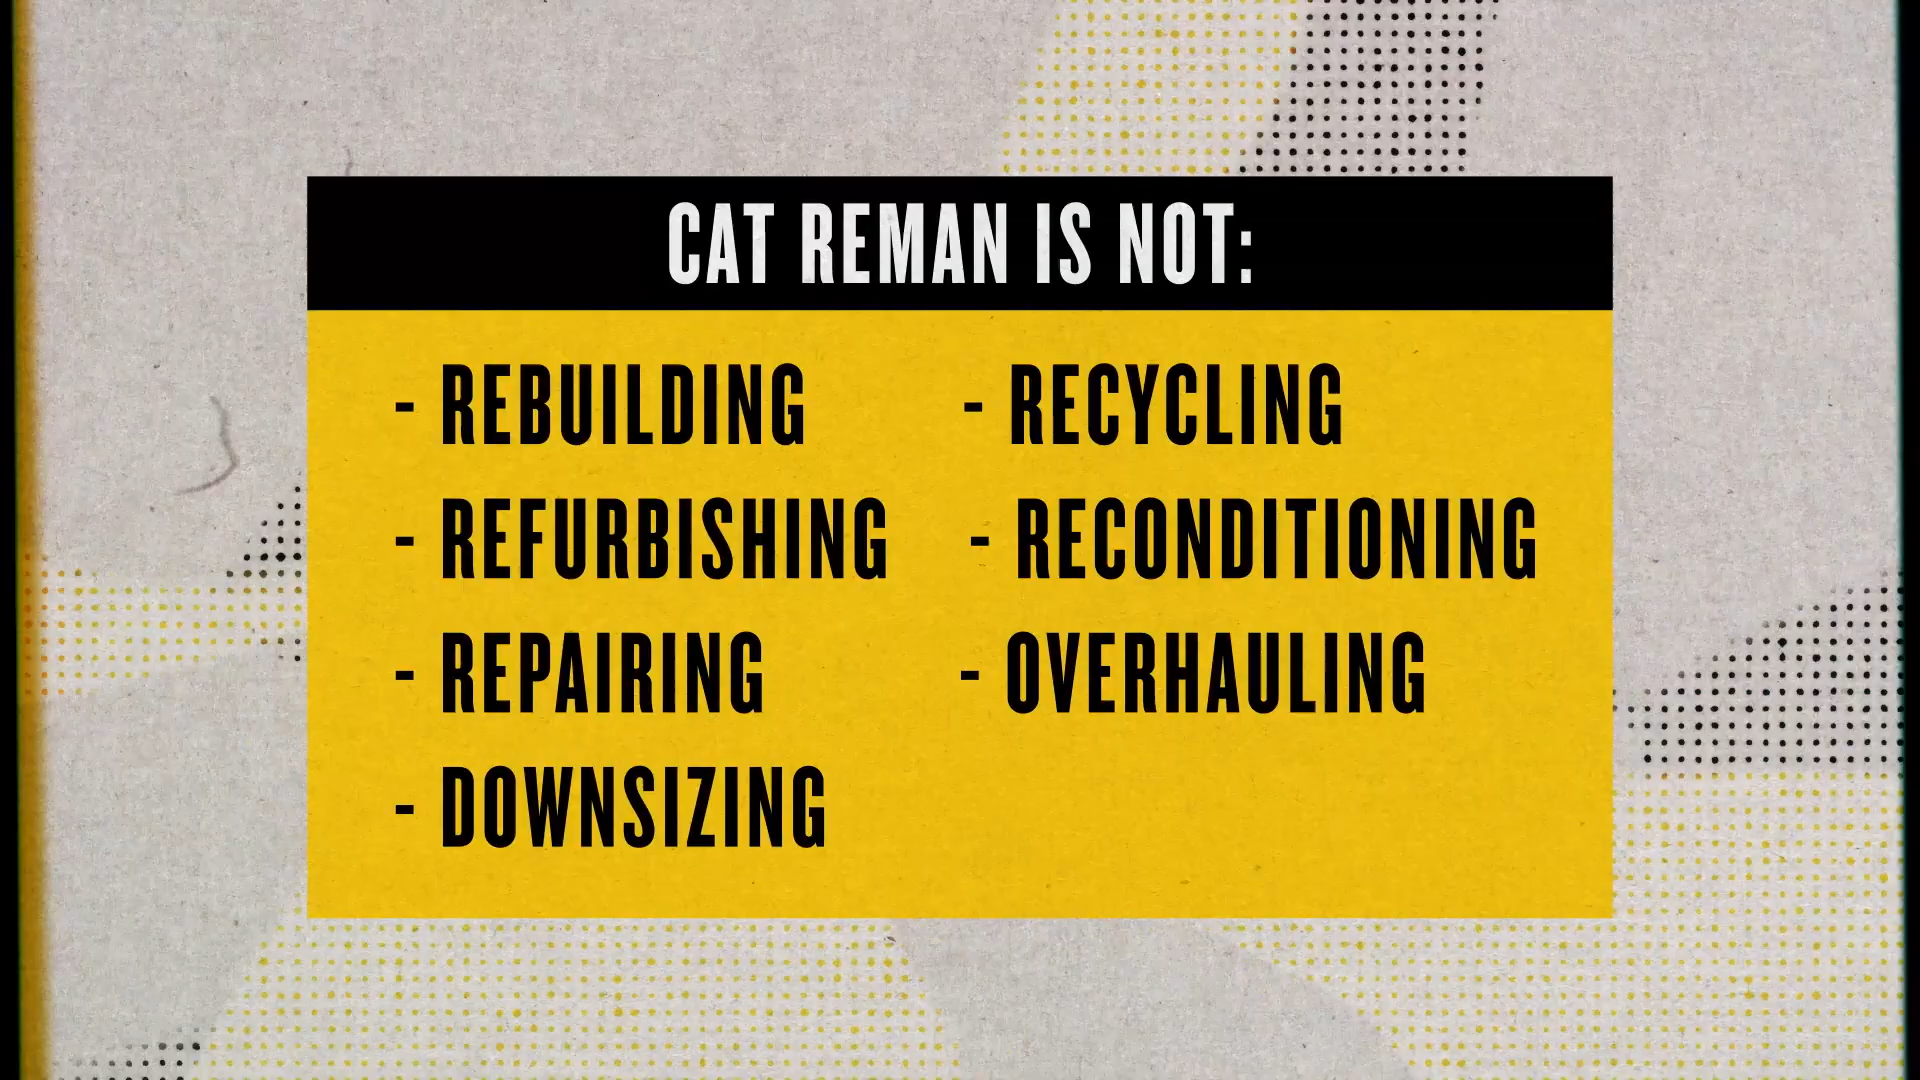 CAT REMAN IS NOT:
- REBUILDING
- REFURBISHING
- REPAIRING
- DOWNSIZING
- RECYCLING
- RECONDITIONING
- OVERHAULING